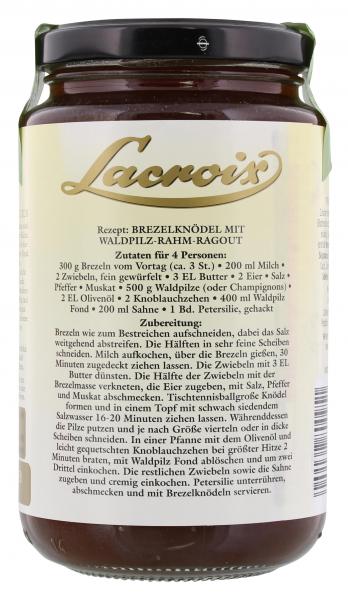 Lacroix
Rezept: BREZELKNÖDEL MIT
WALDPILZ-RAHM-RAGOUT
Zutaten für 4 Personen:
300 g Brezeln vom Vortag (ca. 3 St.) • 200 ml Milch •
2 Zwiebeln, fein gewürfelt • 3 EL Butter • 2 Eier • Salz •
Pfeffer • Muskat • 500 g Waldpilze (oder Champignons) •
2 EL Olivenöl • 2 Knoblauchzehen • 400 ml Waldpilz
Fond • 200 ml Sahne • 1 Bd. Petersilie, gehackt
Zubereitung:
Brezeln wie zum Bestreichen aufschneiden, dabei das Salz
weitgehend abstreifen. Die Hälften in sehr feine Scheiben
schneiden. Milch aufkochen, über die Brezeln gießen, 30
Minuten zugedeckt ziehen lassen. Die Zwiebeln mit 3 EL
Butter dünsten. Die Hälfte der Zwiebeln mit der
Brezelmasse verkneten, die Eier zugeben, mit Salz, Pfeffer
und Muskat abschmecken. Tischtennisballgroße Knödel
formen und in einem Topf mit schwach siedendem
Salzwasser 16-20 Minuten ziehen lassen. Währenddessen
die Pilze putzen und je nach Größe vierteln oder in dicke
Scheiben schneiden. In einer Pfanne mit dem Olivenöl und
leicht gequetschten Knoblauchzehen bei größter Hitze 2
Minuten braten, mit Waldpilz Fond ablöschen und um zwei
Drittel einkochen. Die restlichen Zwiebeln sowie die Sahne
zugeben und cremig einkochen. Petersilie unterrühren,
abschmecken und mit Brezelknödeln servieren.